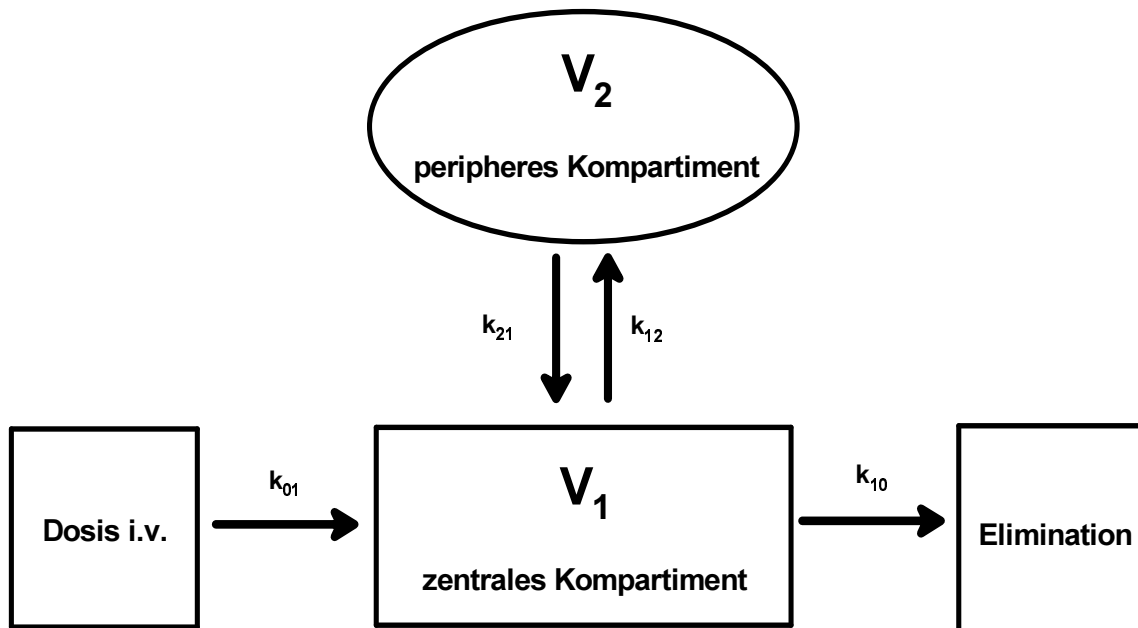 V₂
peripheres Kompartiment
k₂₁
k₁₂
k₀₁
V₁
k₁₀
Dosis i.v.
Elimination
zentrales Kompartiment